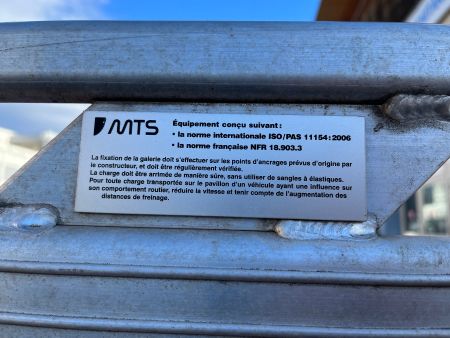 MTS
Équipement conçu suivant :
• la norme internationale ISO/PAS 11154 : 2006
• la norme française NFR 18.903.3
La fixation de la galerie doit s'effectuer sur les points d'ancrages prévus d'origine par
le constructeur, et doit être régulièrement vérifiée.
La charge doit être arrimée de manière sûre, sans utiliser de sangles à élastiques.
Pour toute charge transportée sur le pavillon d'un véhicule ayant une influence sur
son comportement routier, réduire la vitesse et tenir compte de l'augmentation des
distances de freinage.